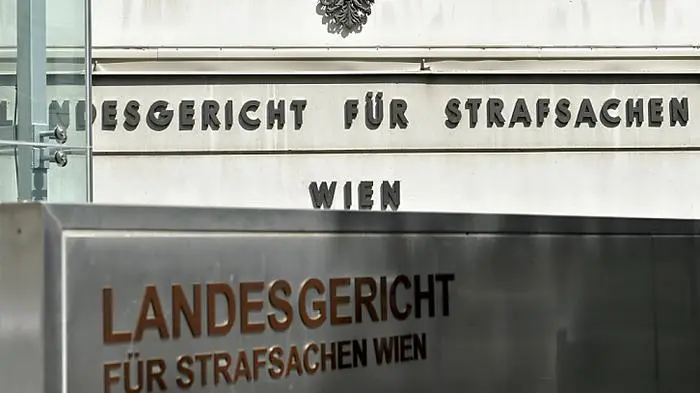 LANDESGERICHT FÜR STRAFSACHEN
WIEN
LANDESGERICHT
FÜR STRAFSACHEN WIEN